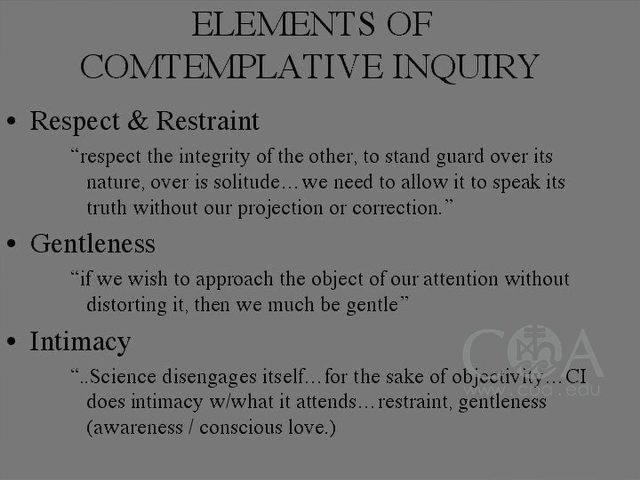 ELEMENTS OF
COMTEMPLATIVE INQUIRY
• Respect & Restraint
“respect the integrity of the other, to stand guard over its
nature, over is solitude…we need to allow it to speak its
truth without our projection or correction.”
• Gentleness
“if we wish to approach the object of our attention without
distorting it, then we much be gentle”
• Intimacy
“..Science disengages itself…for the sake of objectivity…CI
does intimacy w/what it attends…restraint, gentleness
(awareness / conscious love.)
COA
www.coa.edu